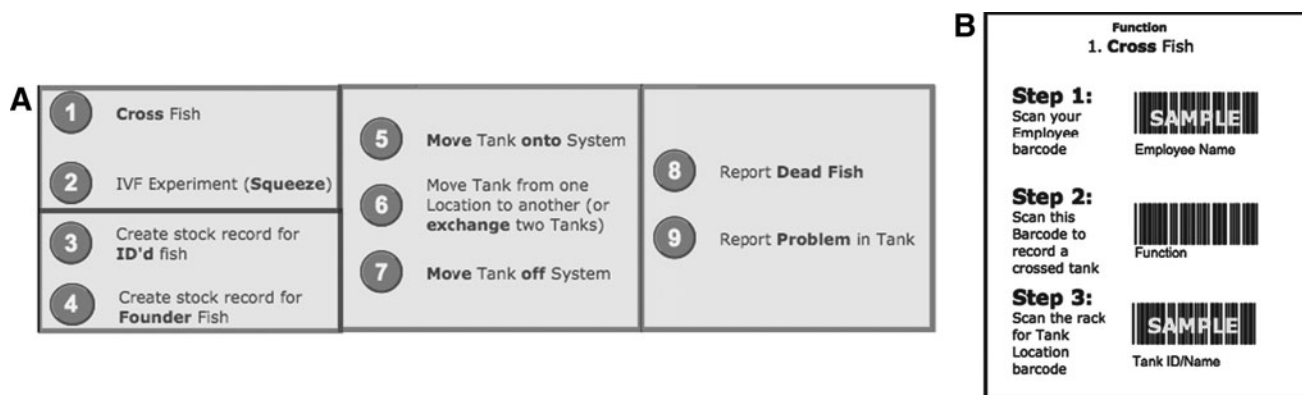 A
1
Cross Fish
2
IVF Experiment (Squeeze)
3
Create stock record for
ID'd fish
4
Create stock record for
Founder Fish
5
Move Tank onto System
6
Move Tank from one
Location to another (or
exchange two Tanks)
7
Move Tank off System
8
Report Dead Fish
9
Report Problem in Tank
B
Function
1. Cross Fish
Step 1:
Scan your
Employee
barcode
SAMPLE
Employee Name
Step 2:
Scan this
Barcode to
record a
crossed tank
Function
Step 3:
Scan the rack
for Tank
Location
barcode
SAMPLE
Tank ID/Name